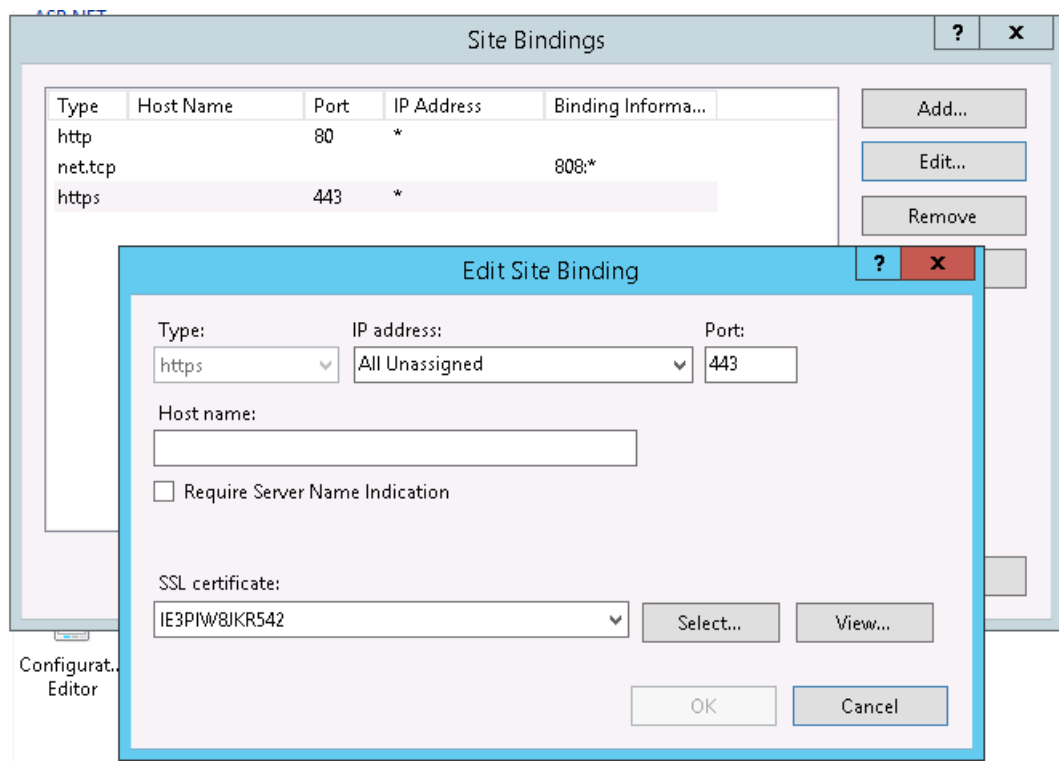 ASP.NET
Site Bindings
? x
Type Host Name Port IP Address Binding Informa...
http 80 *
net.tcp 808:*
https 443 *
Add...
Edit...
Remove
Edit Site Binding
? x
Type: IP address: Port:
https All Unassigned 443
Host name:
Require Server Name Indication
SSL certificate:
IE3PIW8JKR542 Select... View...
OK Cancel
Configurat...
Editor